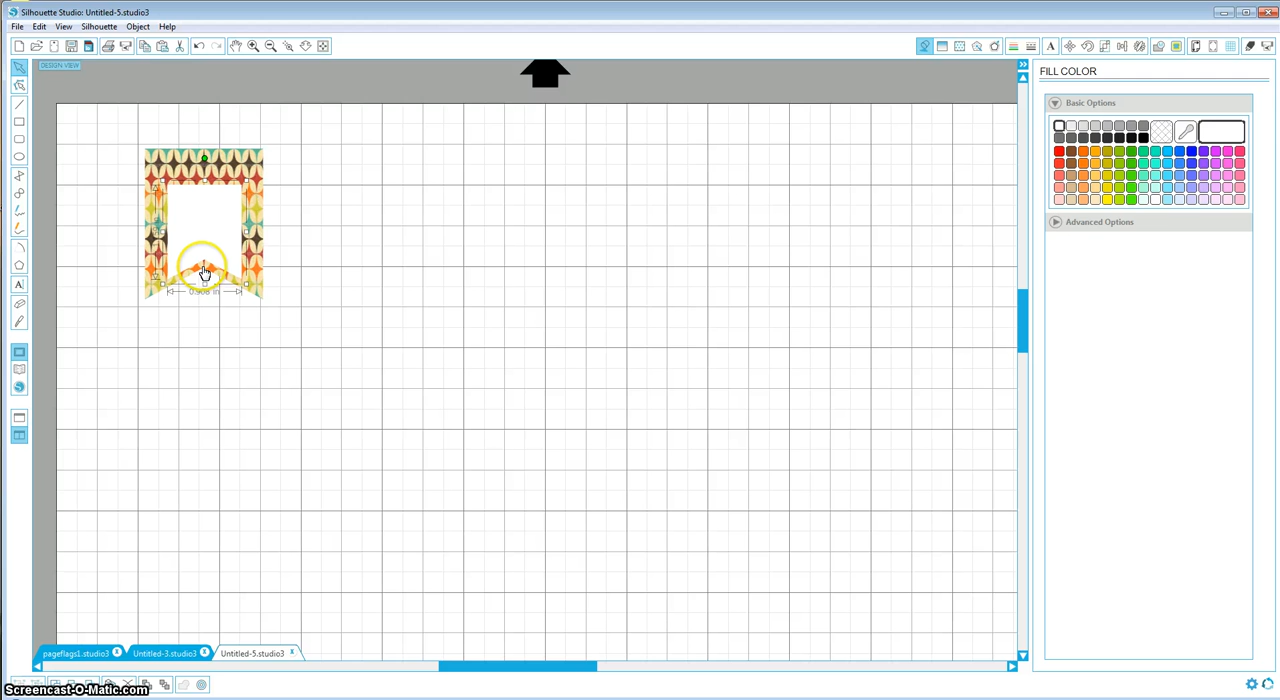 Silhouette Studio: Untitled-5.studio3
File Edit View Silhouette Object Help
DESIGN VIEW
FILL COLOR
Basic Options
Advanced Options
pageflags1.studio3 Untitled-3.studio3 Untitled-5.studio3
Screencast-O-Matic.com